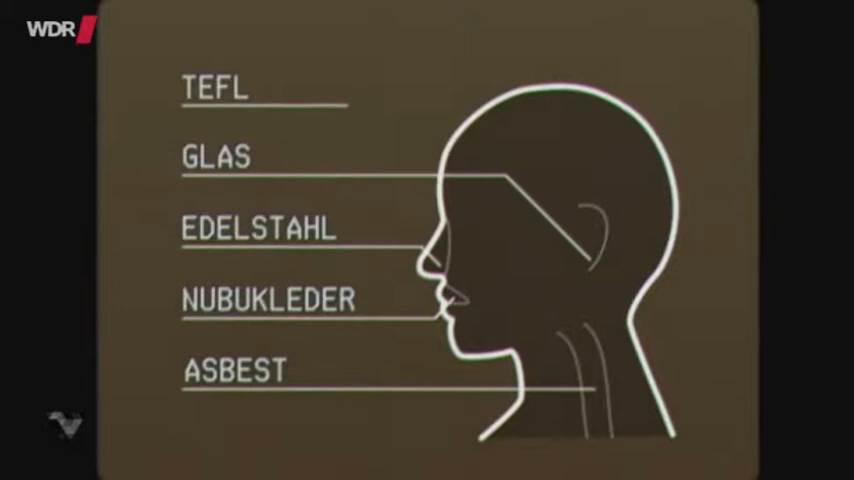 WDR
TEFL
GLAS
EDELSTAHL
NUBUKLEDER
ASBEST